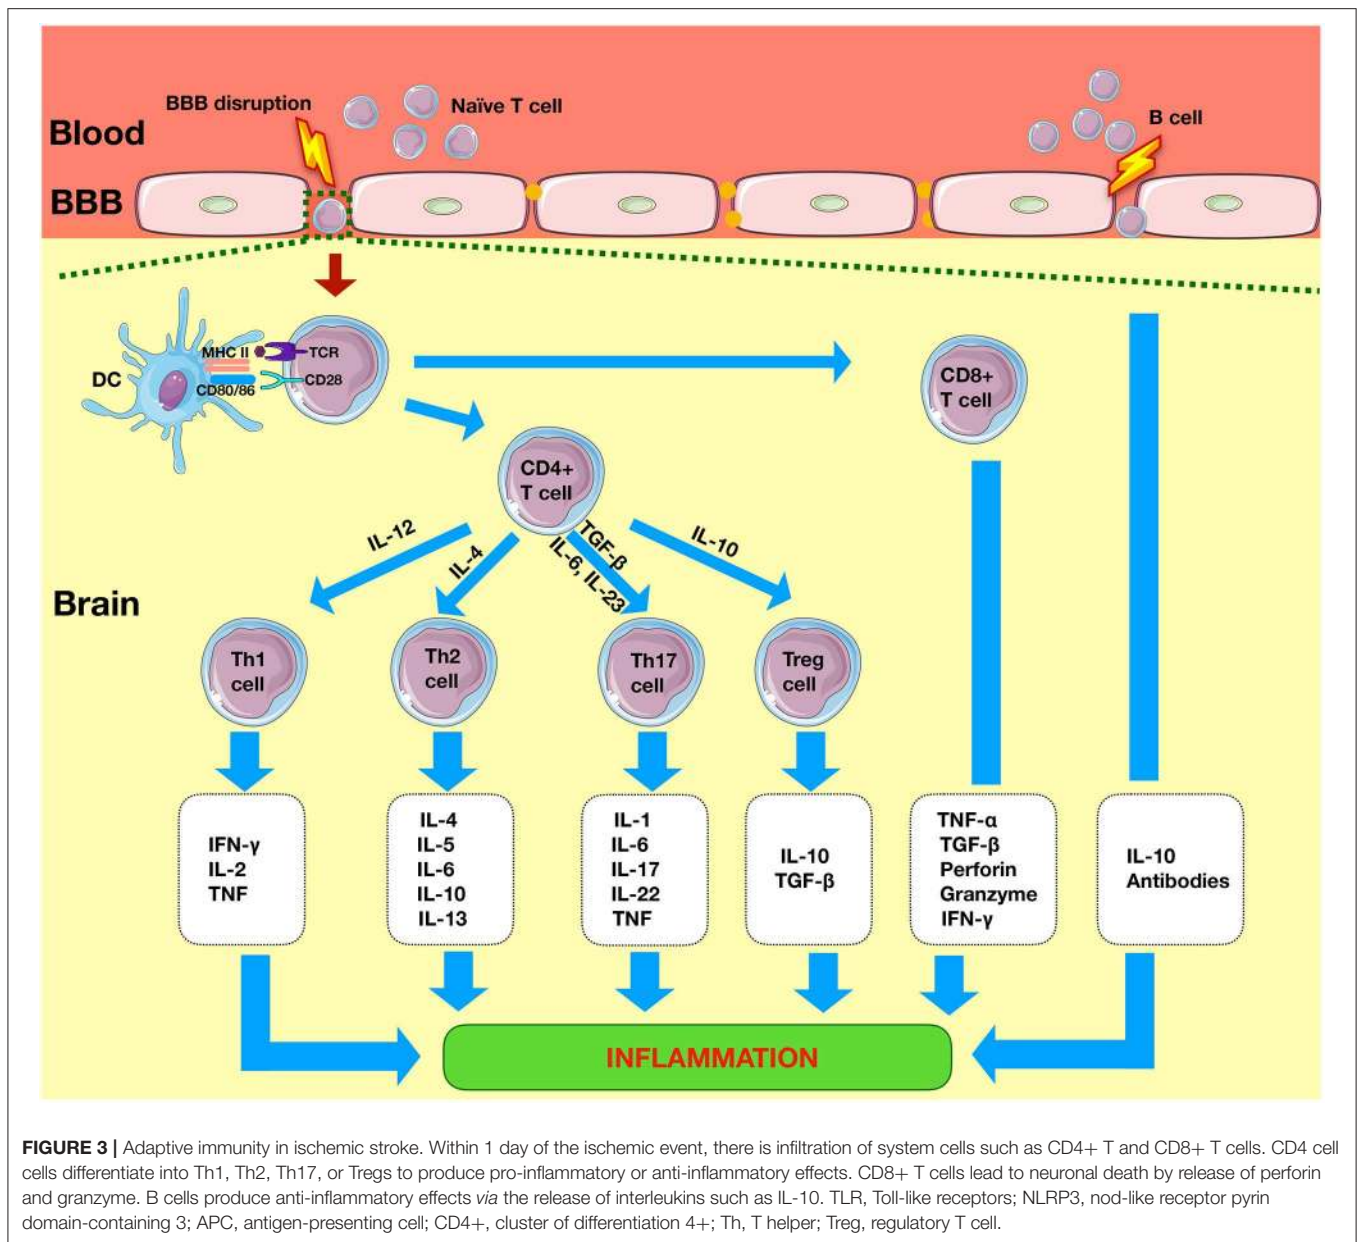 BBB disruption
Naïve T cell
B cell
Blood
BBB
MHC II
TCR
DC
CD80/86
CD28
CD8+
T cell
CD4+
T cell
IL-12
IL-4
TGF-β
IL-6, IL-23
IL-10
Brain
Th1
cell
Th2
cell
Th17
cell
Treg
cell
IFN-γ
IL-2
TNF
IL-4
IL-5
IL-6
IL-10
IL-13
IL-1
IL-6
IL-17
IL-22
TNF
IL-10
TGF-β
TNF-α
TGF-β
Perforin
Granzyme
IFN-γ
IL-10
Antibodies
INFLAMMATION
FIGURE 3 | Adaptive immunity in ischemic stroke. Within 1 day of the ischemic event, there is infiltration of system cells such as CD4+ T and CD8+ T cells. CD4 cell
cells differentiate into Th1, Th2, Th17, or Tregs to produce pro-inflammatory or anti-inflammatory effects. CD8+ T cells lead to neuronal death by release of perforin
and granzyme. B cells produce anti-inflammatory effects via the release of interleukins such as IL-10. TLR, Toll-like receptors; NLRP3, nod-like receptor pyrin
domain-containing 3; APC, antigen-presenting cell; CD4+, cluster of differentiation 4+; Th, T helper; Treg, regulatory T cell.